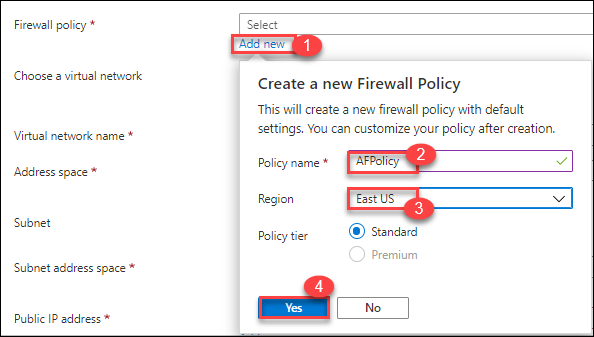 Firewall policy *
Select
Add new
1
Choose a virtual network
Create a new Firewall Policy
This will create a new firewall policy with default
settings. You can customize your policy after creation.
Virtual network name *
Policy name *
AFPolicy
2
Address space *
Region
East US
3
Subnet
Policy tier
Standard
Premium
Subnet address space *
4
Yes
No
Public IP address *